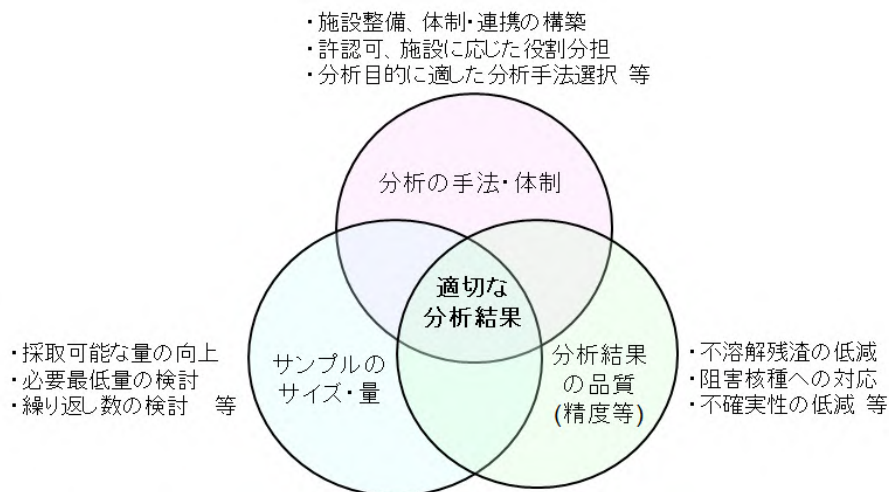 ・施設整備、体制・連携の構築
・許認可、施設に応じた役割分担
・分析目的に適した分析手法選択 等
分析の手法・体制
適切な
分析結果
・採取可能な量の向上
・必要最低量の検討
・繰り返し数の検討 等
サンプルの
サイズ・量
分析結果
の品質
(精度等)
・不溶解残渣の低減
・阻害核種への対応
・不確実性の低減 等